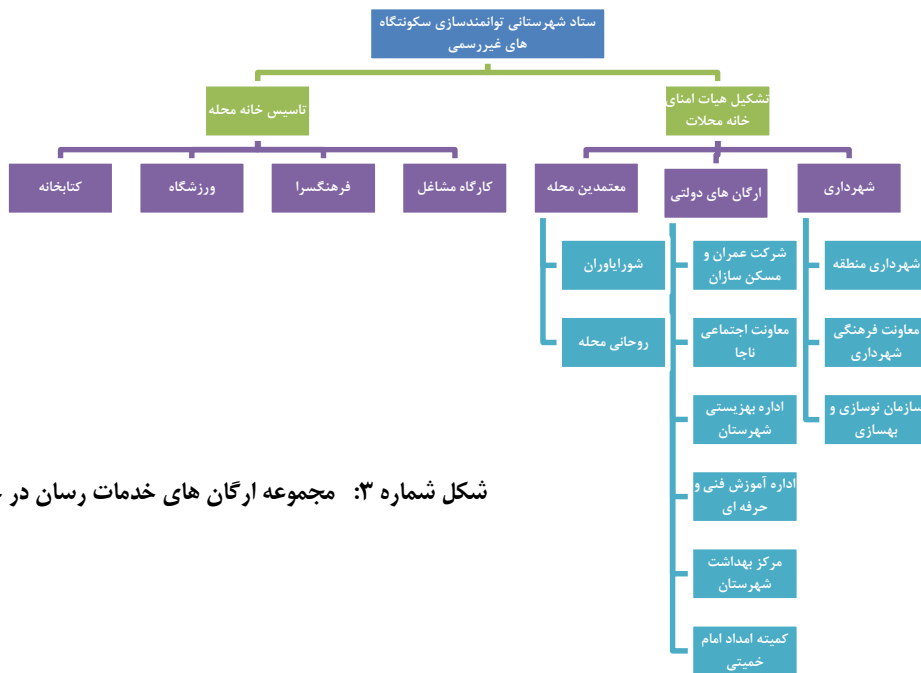 ستاد شهرستانی توانمندسازی سکونتگاه
های غیررسمی
تشکیل هیات امنای
خانه محلات
تاسیس خانه محله
شهرداری
ارگان های دولتی
معتمدین محله
کارگاه مشاغل
فرهنگسرا
ورزشگاه
کتابخانه
شهرداری منطقه
معاونت فرهنگی
شهرداری
سازمان نوسازی و
بهسازی
شرکت عمران و
مسکن سازان
معاونت اجتماعی
ناجا
اداره بهزیستی
شهرستان
اداره آموزش فنی و
حرفه ای
مرکز بهداشت
شهرستان
کمیته امداد امام
خمیتی
شورایاوران
روحانی محله
شکل شماره ۳: مجموعه ارگان های خدمات رسان در